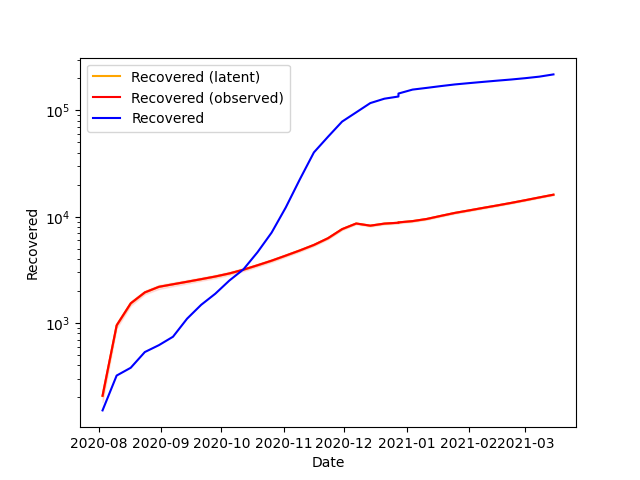 Recovered (latent)
Recovered (observed)
Recovered
10^5
10^4
10^3
Recovered
2020-08 2020-09 2020-10 2020-11 2020-12 2021-01 2021-02 2021-03
Date